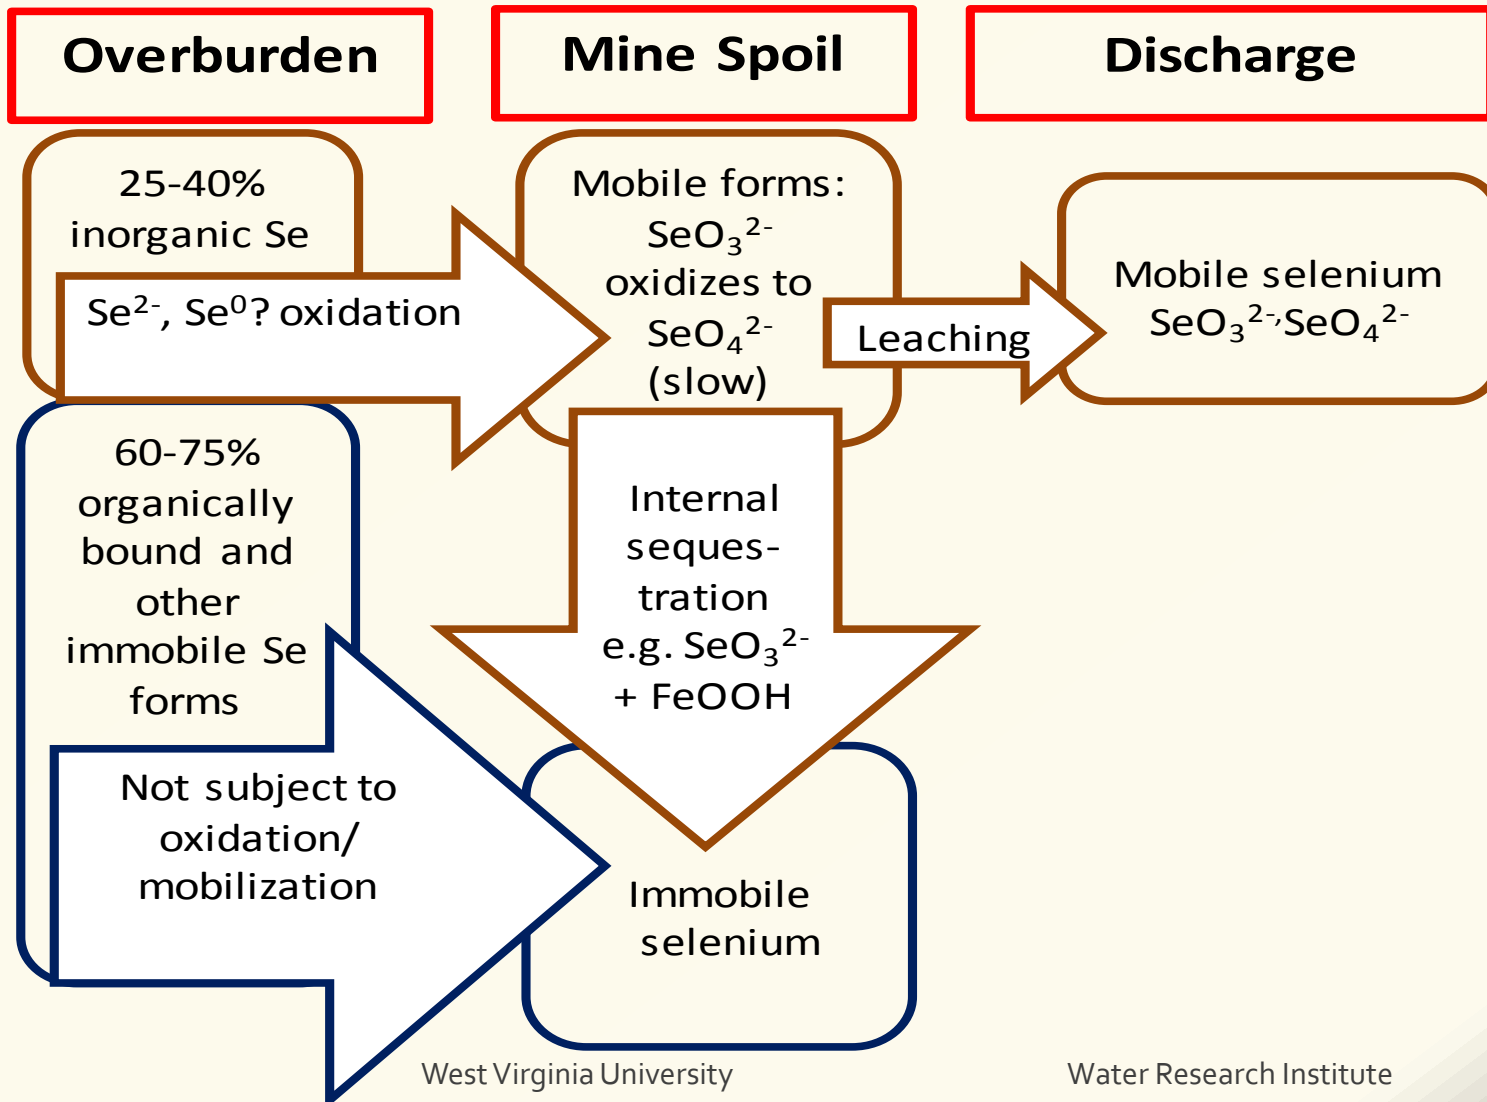 Overburden
Mine Spoil
Discharge
25-40%
inorganic Se
Se²⁻, Se⁰? oxidation
Mobile forms:
SeO₃²⁻
oxidizes to
SeO₄²⁻
(slow)
Leaching
Mobile selenium
SeO₃²⁻,SeO₄²⁻
60-75%
organically
bound and
other
immobile Se
forms
Not subject to
oxidation/
mobilization
Internal
seques-
tration
e.g. SeO₃²⁻
+ FeOOH
Immobile
selenium
West Virginia University
Water Research Institute